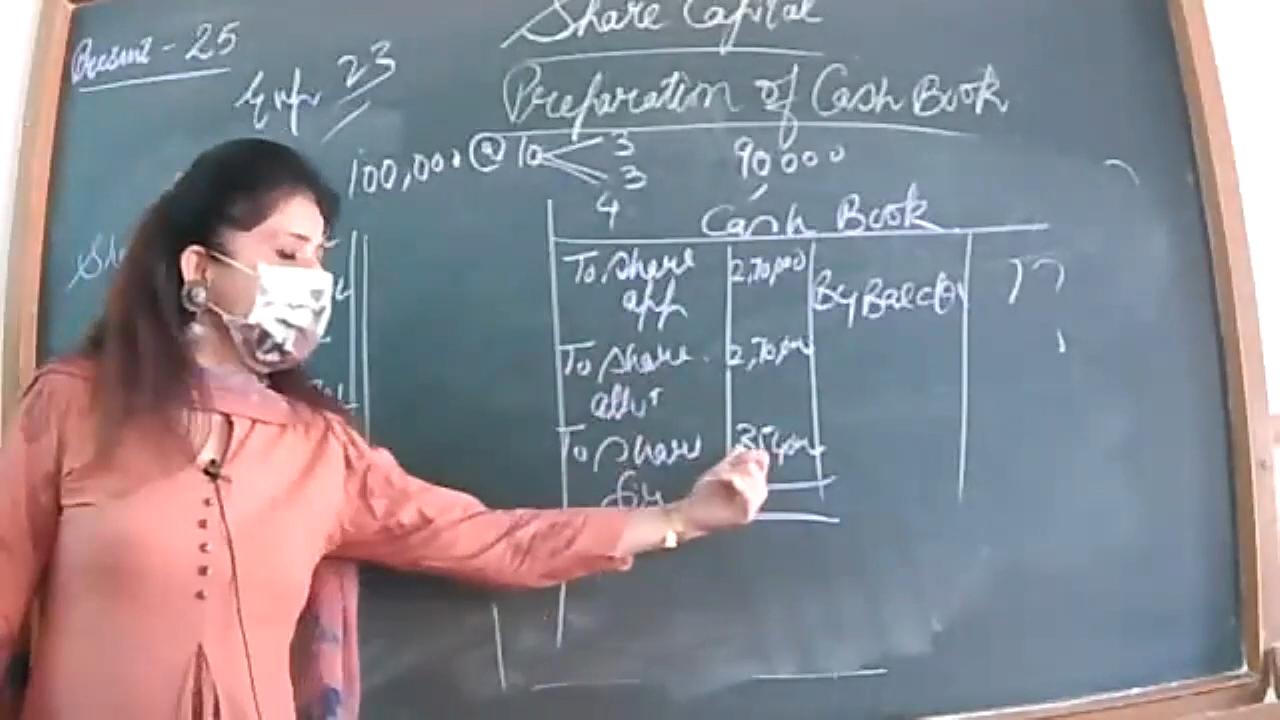 Share Capital
Present - 25
23
Preparation of Cash Book
100,000 @ 10 3
3
4
90000
Cash Book
To share 2,70,000 By Bal c/d
app
To share 2,70,000
allot
To share